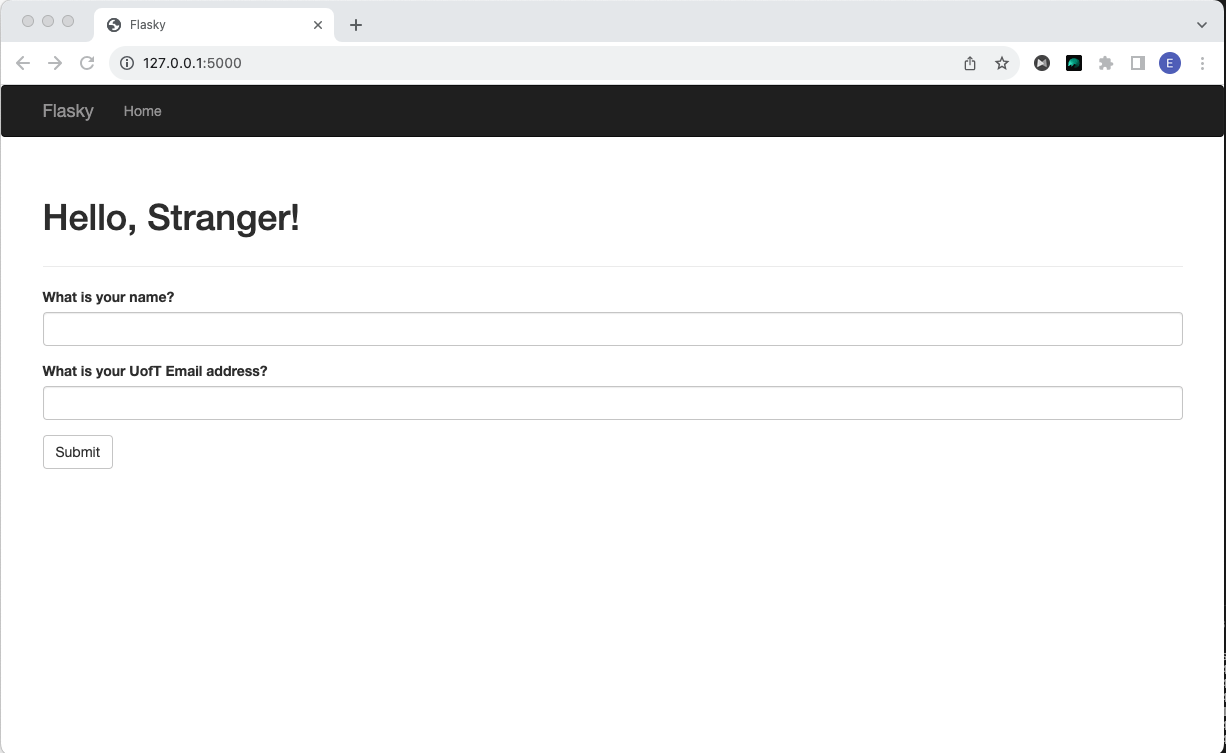 Flasky
127.0.0.1:5000
E
Flasky Home
Hello, Stranger!
What is your name?
What is your UofT Email address?
Submit